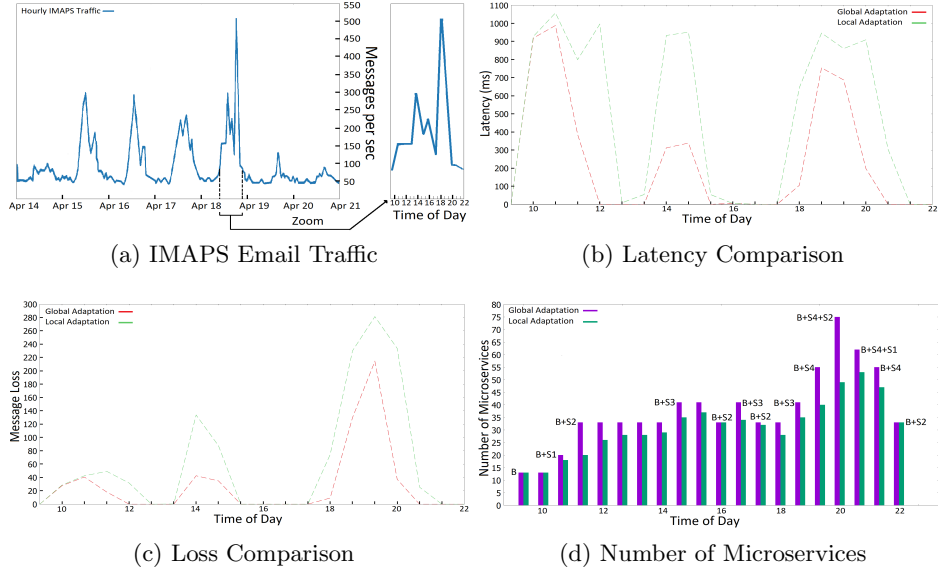 Hourly IMAPS Traffic
550
500
450
400
350
300
250
200
150
100
50
Messages per sec
Apr 14 Apr 15 Apr 16 Apr 17 Apr 18 Apr 19 Apr 20 Apr 21
Zoom
10 12 14 16 18 20 22
Time of Day
(a) IMAPS Email Traffic
Global Adaptation
Local Adaptation
1100
1000
900
800
700
600
500
400
300
200
100
0
Latency (ms)
10 12 14 16 18 20 22
Time of Day
(b) Latency Comparison
Global Adaptation
Local Adaptation
300
280
260
240
220
200
180
160
140
120
100
80
60
40
20
0
Message Loss
10 12 14 16 18 20 22
Time of Day
(c) Loss Comparison
Global Adaptation
Local Adaptation
80
75
70
65
60
55
50
45
40
35
30
25
20
15
10
5
0
Number of Microservices
B
B+S1
B+S2
B+S3
B+S2
B+S3
B+S2
B+S3
B+S4
B+S4+S2
B+S4+S1
B+S4
B+S2
10 12 14 16 18 20 22
Time of Day
(d) Number of Microservices